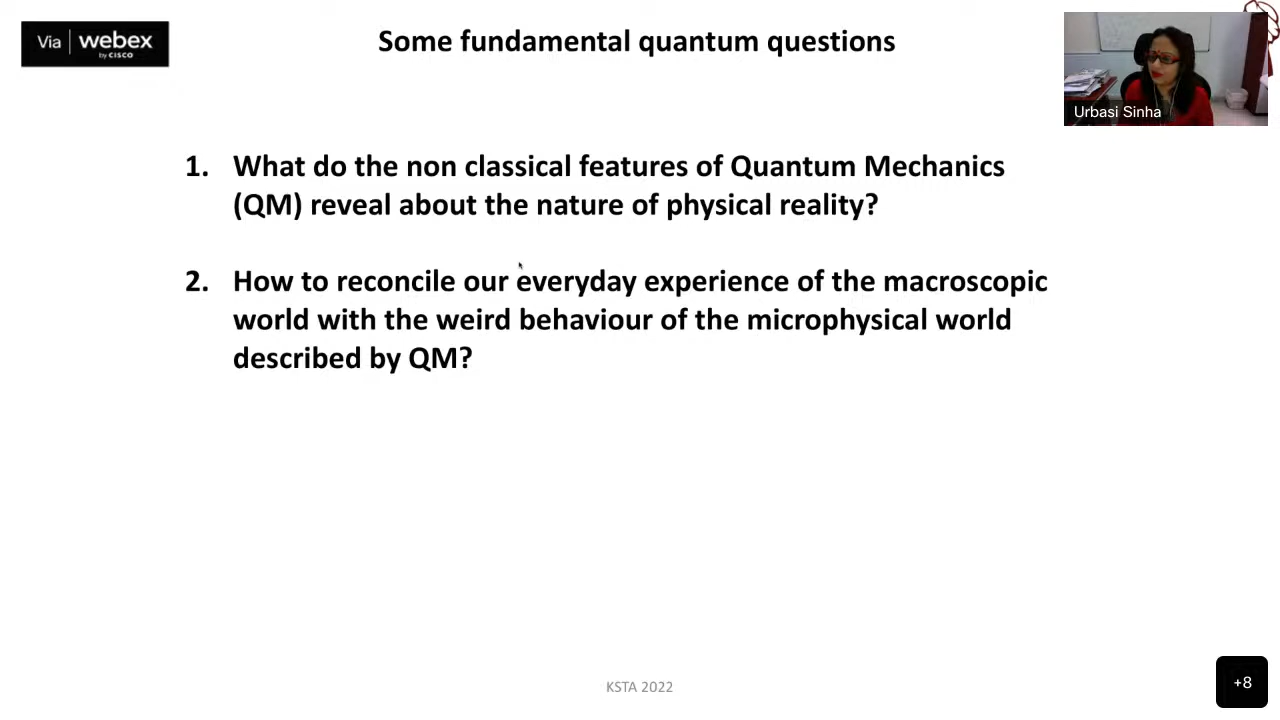 Via | webex
by CISCO
Some fundamental quantum questions
Urbasi Sinha
1. What do the non classical features of Quantum Mechanics
(QM) reveal about the nature of physical reality?
2. How to reconcile our everyday experience of the macroscopic
world with the weird behaviour of the microphysical world
described by QM?
KSTA 2022
+8